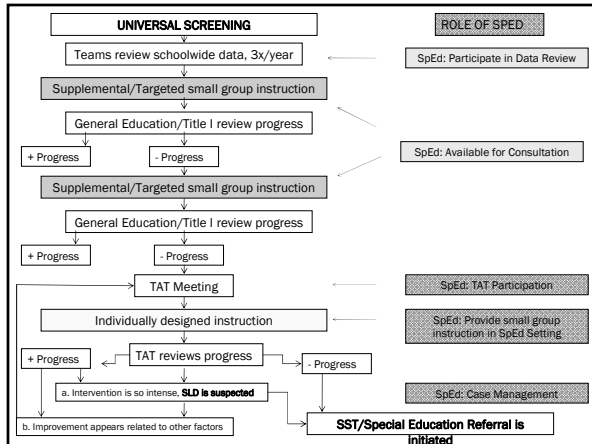 UNIVERSAL SCREENING
ROLE OF SPED
Teams review schoolwide data, 3x/year
SpEd: Participate in Data Review
Supplemental/Targeted small group instruction
General Education/Title I review progress
+ Progress
- Progress
SpEd: Available for Consultation
Supplemental/Targeted small group instruction
General Education/Title I review progress
+ Progress
- Progress
TAT Meeting
SpEd: TAT Participation
Individually designed instruction
SpEd: Provide small group
instruction in SpEd Setting
TAT reviews progress
+ Progress
- Progress
a. Intervention is so intense, SLD is suspected
SpEd: Case Management
b. Improvement appears related to other factors
SST/Special Education Referral is
initiated